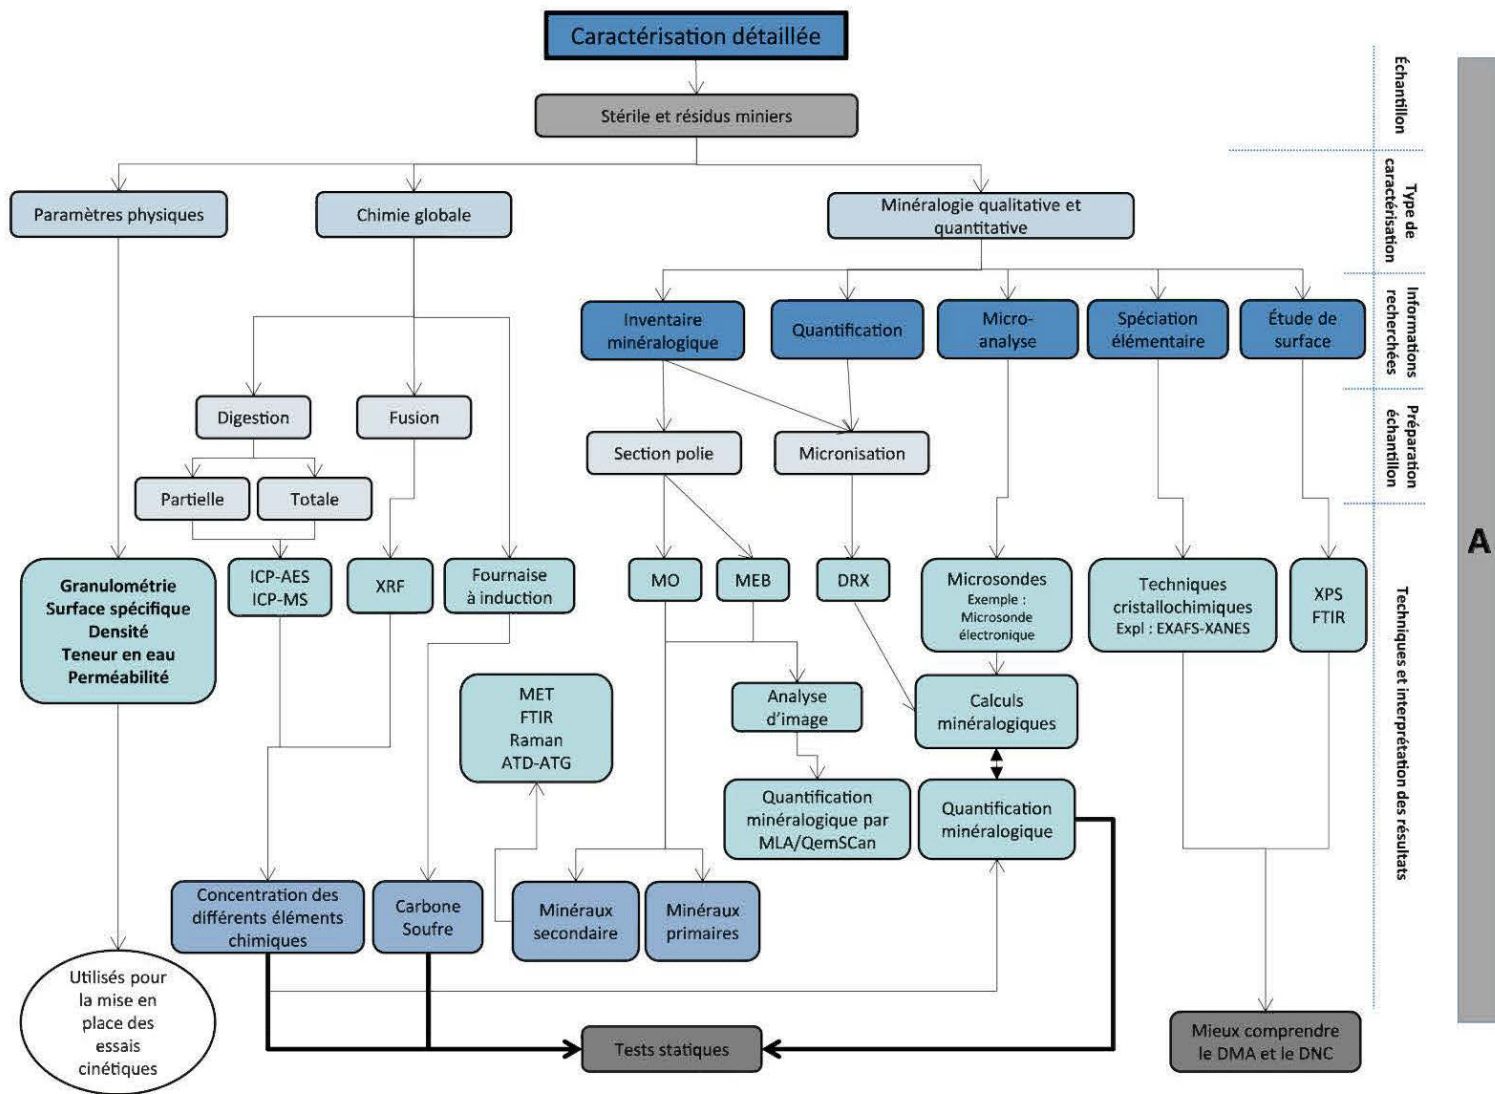 Caractérisation détaillée
Stérile et résidus miniers
Paramètres physiques
Chimie globale
Minéralogie qualitative et
quantitative
Inventaire
minéralogique
Quantification
Micro-
analyse
Spéciation
élémentaire
Étude de
surface
Digestion
Fusion
Section polie
Micronisation
Partielle
Totale
Granulométrie
Surface spécifique
Densité
Teneur en eau
Perméabilité
ICP-AES
ICP-MS
XRF
Fournaise
à induction
MO
MEB
DRX
Microsondes
Exemple :
Microsonde
électronique
Techniques
cristallochimiques
Expl : EXAFS-XANES
XPS
FTIR
MET
FTIR
Raman
ATD-ATG
Analyse
d'image
Calculs
minéralogiques
Quantification
minéralogique par
MLA/QemSCan
Quantification
minéralogique
Concentration des
différents éléments
chimiques
Carbone
Soufre
Minéraux
secondaire
Minéraux
primaires
Utilisés pour
la mise en
place des
essais
cinétiques
Tests statiques
Mieux comprendre
le DMA et le DNC
Échantillon
Type de
caractérisation
Informations
recherchées
Préparation
échantillon
Techniques et interprétation des résultats
A